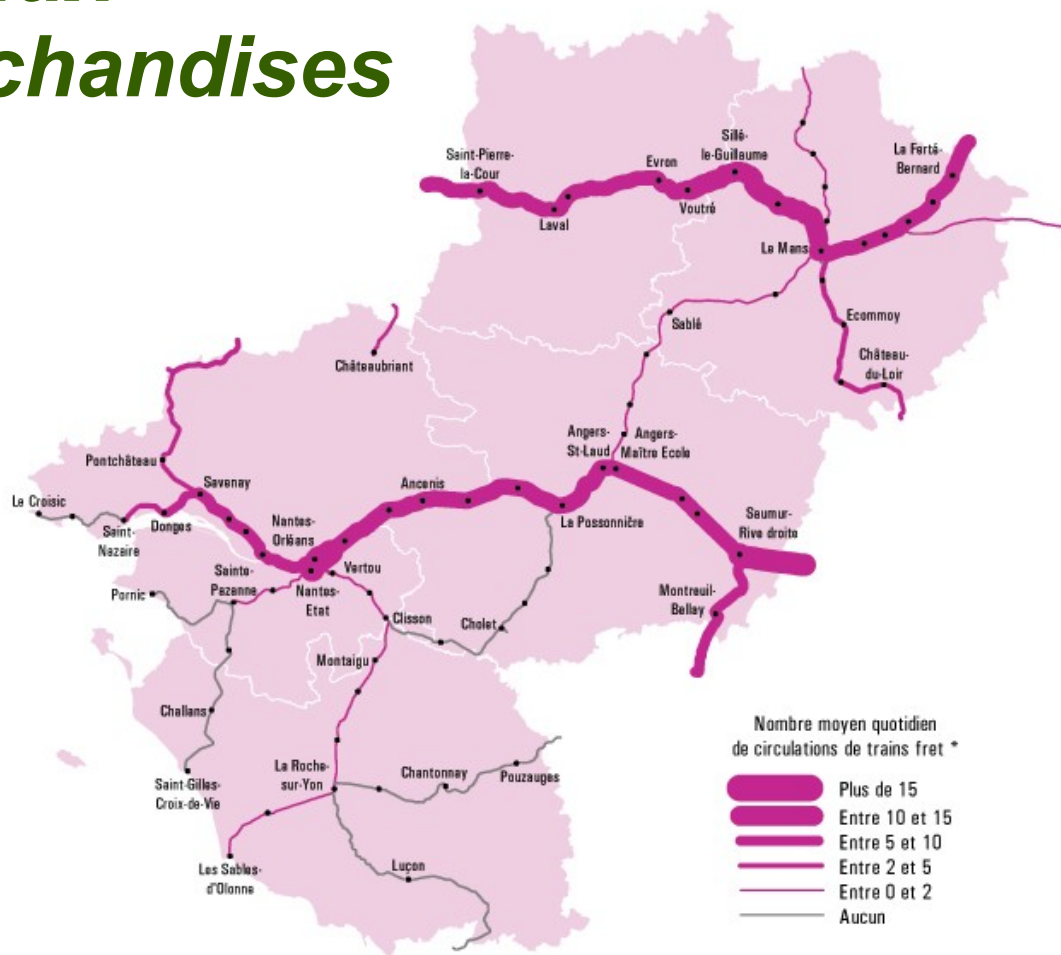 chandises
Saint-Pierre-
la-Cour
Laval
Evron
Voutré
Sillé-
le-Guillaume
La Ferté-
Bernard
Le Mans
Sablé
Ecommoy
Château-
du-Loir
Châteaubriant
Pontchâteau
Savenay
Le Croisic
Saint-
Nazaire
Donges
Nantes-
Orléans
Ancenis
Angers-
St-Laud
Angers-
Maître Ecole
La Possonnière
Saumur-
Rive droite
Montreuil-
Bellay
Sainte-
Pazanne
Nantes-
Etat
Vertou
Pornic
Clisson
Cholet
Montaigu
Challans
Saint-Gilles-
Croix-de-Vie
La Roche-
sur-Yon
Chantonnay
Pouzauges
Les Sables-
d'Olonne
Luçon
Nombre moyen quotidien
de circulations de trains fret *
Plus de 15
Entre 10 et 15
Entre 5 et 10
Entre 2 et 5
Entre 0 et 2
Aucun